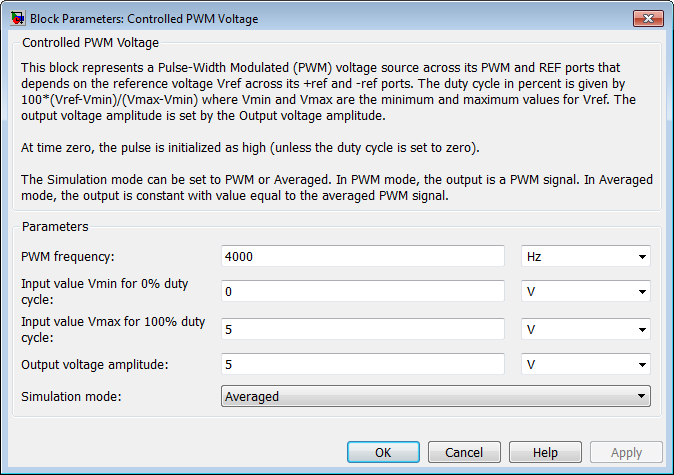 Block Parameters: Controlled PWM Voltage
Controlled PWM Voltage
This block represents a Pulse-Width Modulated (PWM) voltage source across its PWM and REF ports that
depends on the reference voltage Vref across its +ref and -ref ports. The duty cycle in percent is given by
100*(Vref-Vmin)/(Vmax-Vmin) where Vmin and Vmax are the minimum and maximum values for Vref. The
output voltage amplitude is set by the Output voltage amplitude.
At time zero, the pulse is initialized as high (unless the duty cycle is set to zero).
The Simulation mode can be set to PWM or Averaged. In PWM mode, the output is a PWM signal. In Averaged
mode, the output is constant with value equal to the averaged PWM signal.
Parameters
PWM frequency: 4000 Hz
Input value Vmin for 0% duty
cycle: 0 V
Input value Vmax for 100% duty
cycle: 5 V
Output voltage amplitude: 5 V
Simulation mode: Averaged
OK Cancel Help Apply